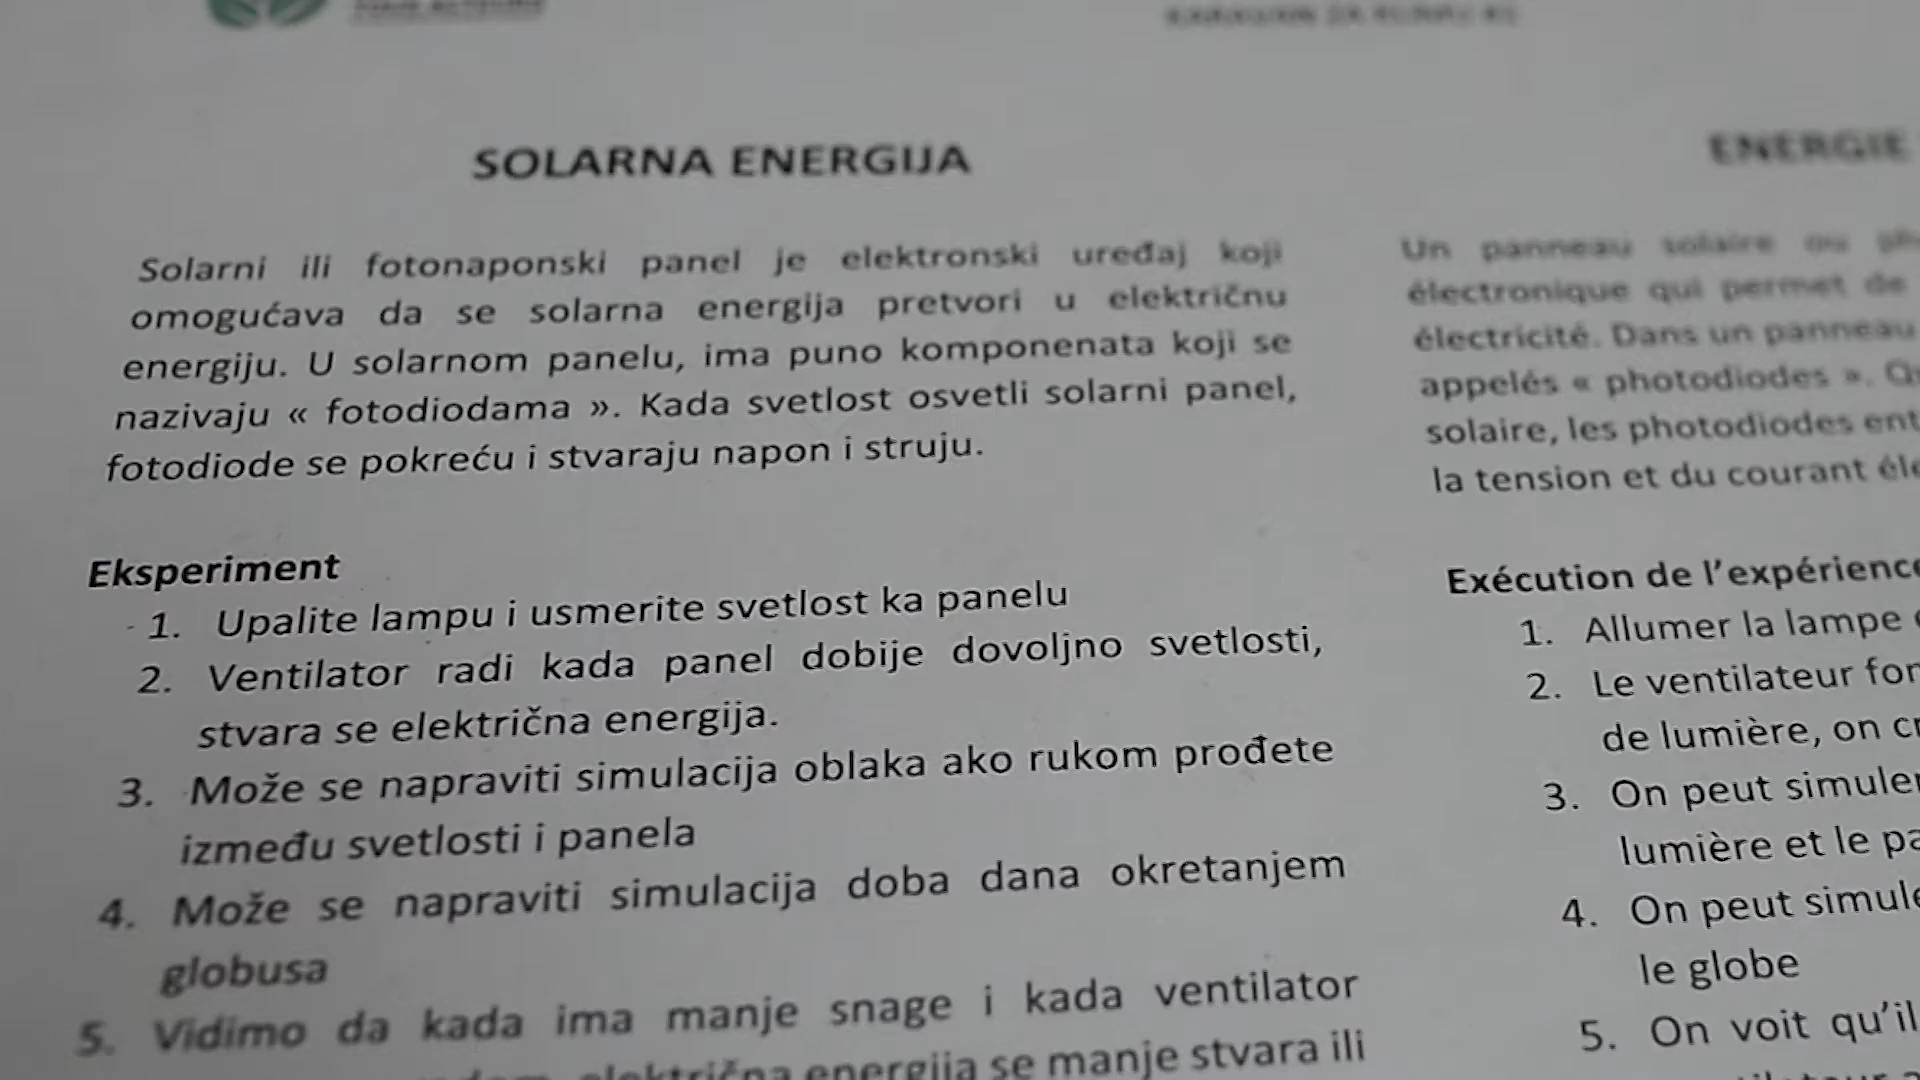 SOLARNA ENERGIJA
Solarni ili fotonaponski panel je elektronski uređaj koji
omogućava da se solarna energija pretvori u električnu
energiju. U solarnom panelu, ima puno komponenata koji se
nazivaju « fotodiodama ». Kada svetlost osvetli solarni panel,
fotodiode se pokreću i stvaraju napon i struju.
Eksperiment
1. Upalite lampu i usmerite svetlost ka panelu
2. Ventilator radi kada panel dobije dovoljno svetlosti,
stvara se električna energija.
3. Može se napraviti simulacija oblaka ako rukom prođete
između svetlosti i panela
4. Može se napraviti simulacija doba dana okretanjem
globusa
5. Vidimo da kada ima manje snage i kada ventilator
električna energija se manje stvara ili
ENERGIE
Un panneau solaire ou
électronique qui permet de
électricité. Dans un panneau
appelés « photodiodes ».
solaire, les photodiodes
la tension et du courant
Exécution de l'expérience
1. Allumer la lampe
2. Le ventilateur
de lumière, on
3. On peut simuler
lumière et le
4. On peut
le globe
5. On voit qu'il